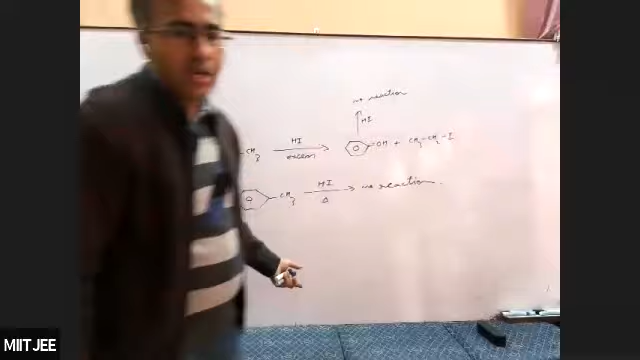 no reaction
HI
-CH3 HI excess OH + CH3-CH2-I
-CH3 HI Δ no reaction.
MIIT JEE